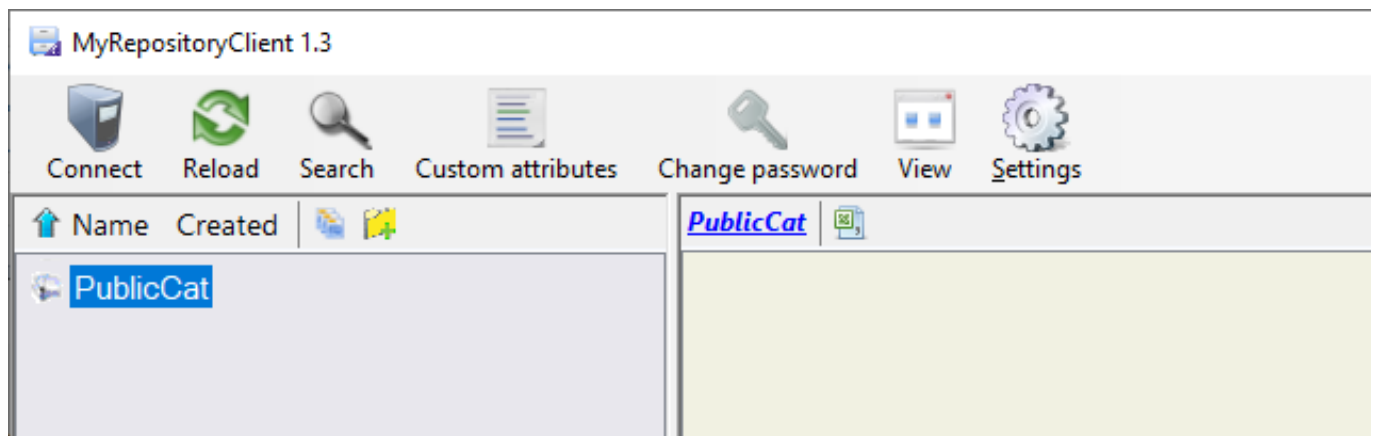 MyRepositoryClient 1.3
Connect Reload Search Custom attributes Change password View Settings
Name Created PublicCat
PublicCat